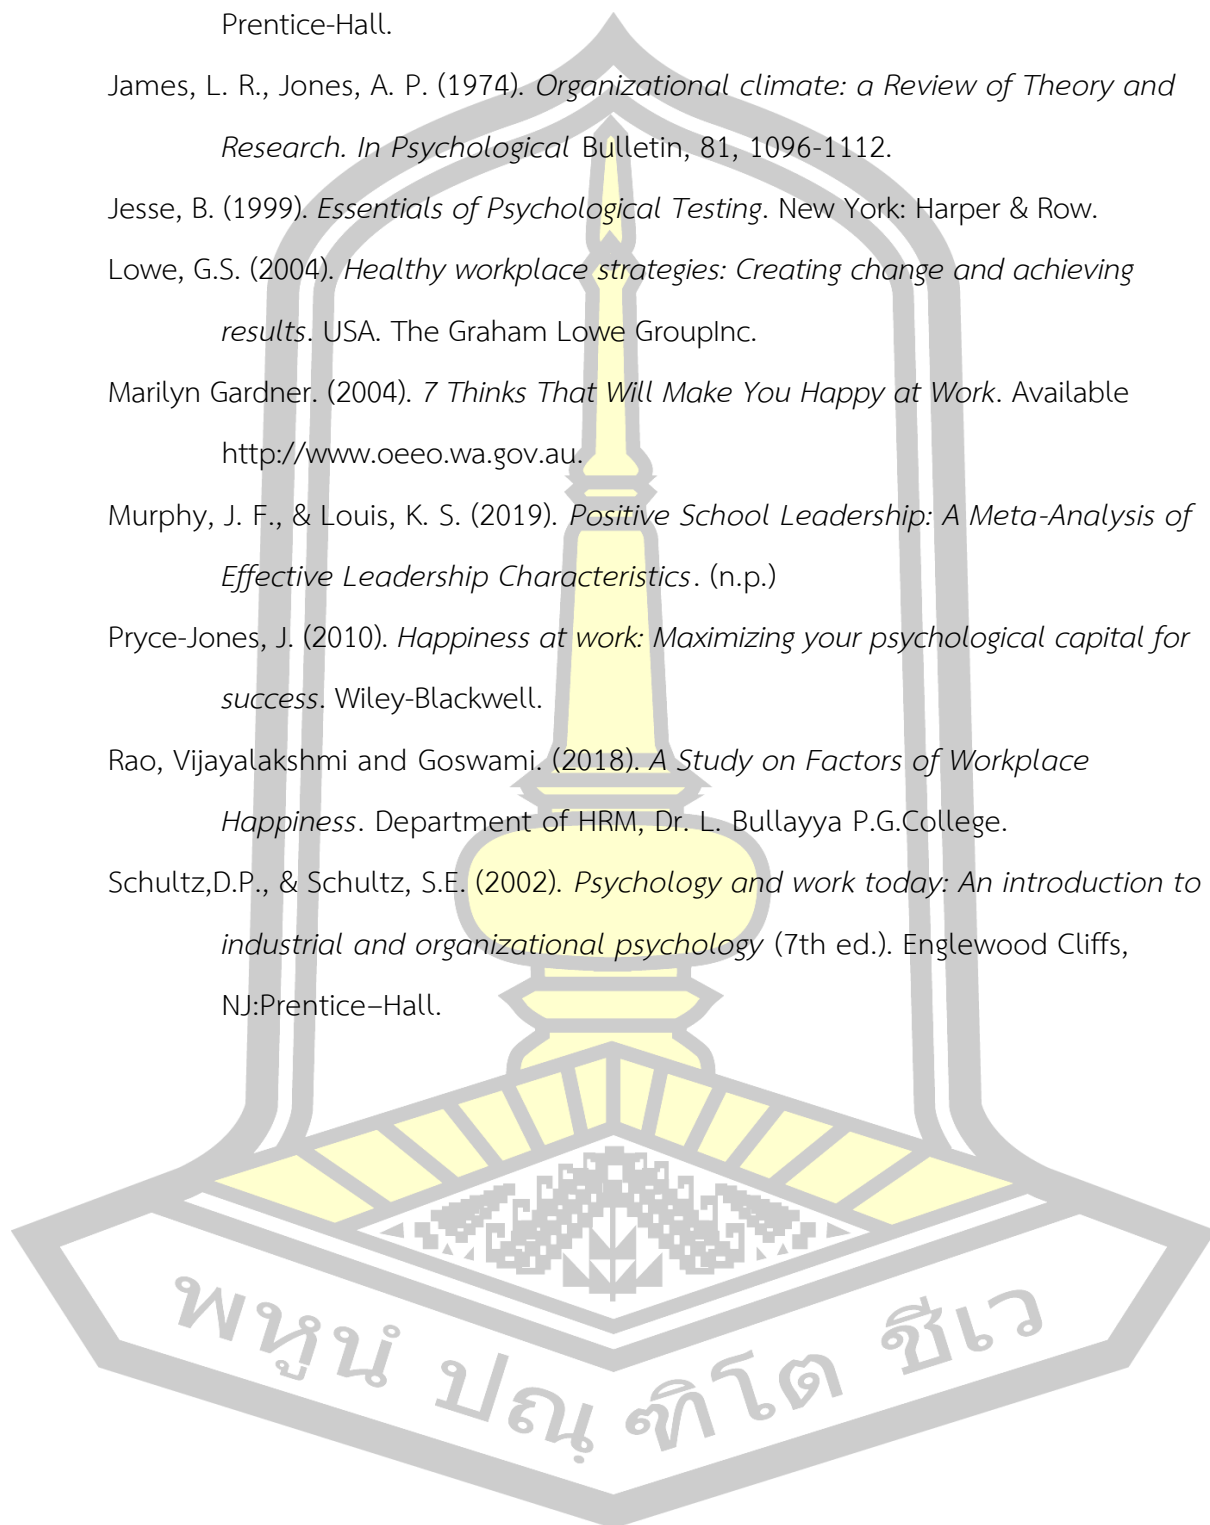 Prentice-Hall.
James, L. R., Jones, A. P. (1974). Organizational climate: a Review of Theory and
Research. In Psychological Bulletin, 81, 1096-1112.
Jesse, B. (1999). Essentials of Psychological Testing. New York: Harper & Row.
Lowe, G.S. (2004). Healthy workplace strategies: Creating change and achieving
results. USA. The Graham Lowe GroupInc.
Marilyn Gardner. (2004). 7 Thinks That Will Make You Happy at Work. Available
http://www.oeeo.wa.gov.au.
Murphy, J. F., & Louis, K. S. (2019). Positive School Leadership: A Meta-Analysis of
Effective Leadership Characteristics. (n.p.)
Pryce-Jones, J. (2010). Happiness at work: Maximizing your psychological capital for
success. Wiley-Blackwell.
Rao, Vijayalakshmi and Goswami. (2018). A Study on Factors of Workplace
Happiness. Department of HRM, Dr. L. Bullayya P.G.College.
Schultz,D.P., & Schultz, S.E. (2002). Psychology and work today: An introduction to
industrial and organizational psychology (7th ed.). Englewood Cliffs,
NJ:Prentice–Hall.
พหูนํ ปณฺฑิโต ชีเว